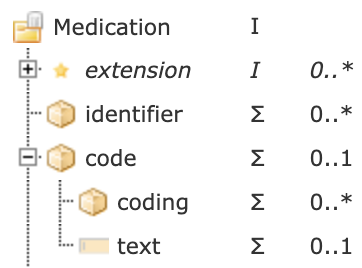 Medication I
extension I 0..*
identifier Σ 0..*
code Σ 0..1
coding Σ 0..*
text Σ 0..1